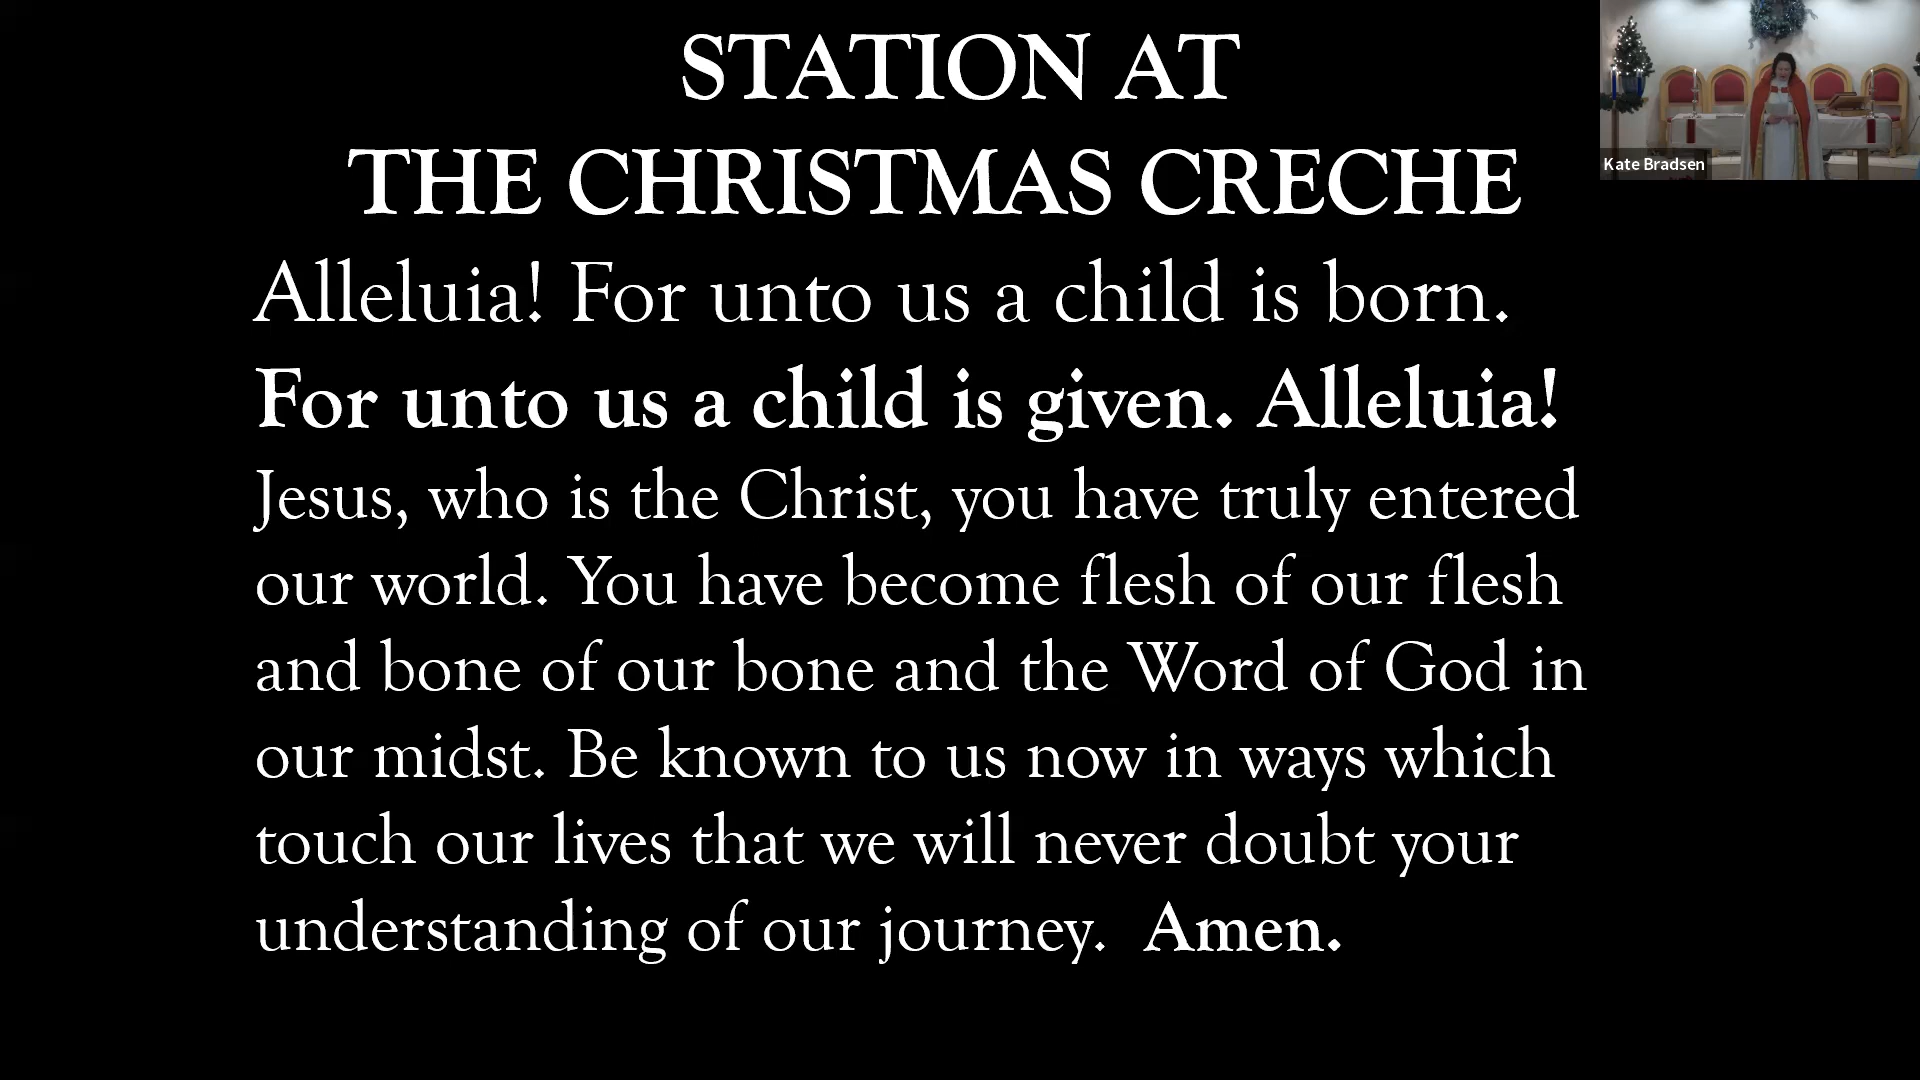 STATION AT
THE CHRISTMAS CRECHE
Alleluia! For unto us a child is born.
For unto us a child is given. Alleluia!
Jesus, who is the Christ, you have truly entered
our world. You have become flesh of our flesh
and bone of our bone and the Word of God in
our midst. Be known to us now in ways which
touch our lives that we will never doubt your
understanding of our journey. Amen.
Kate Bradsen